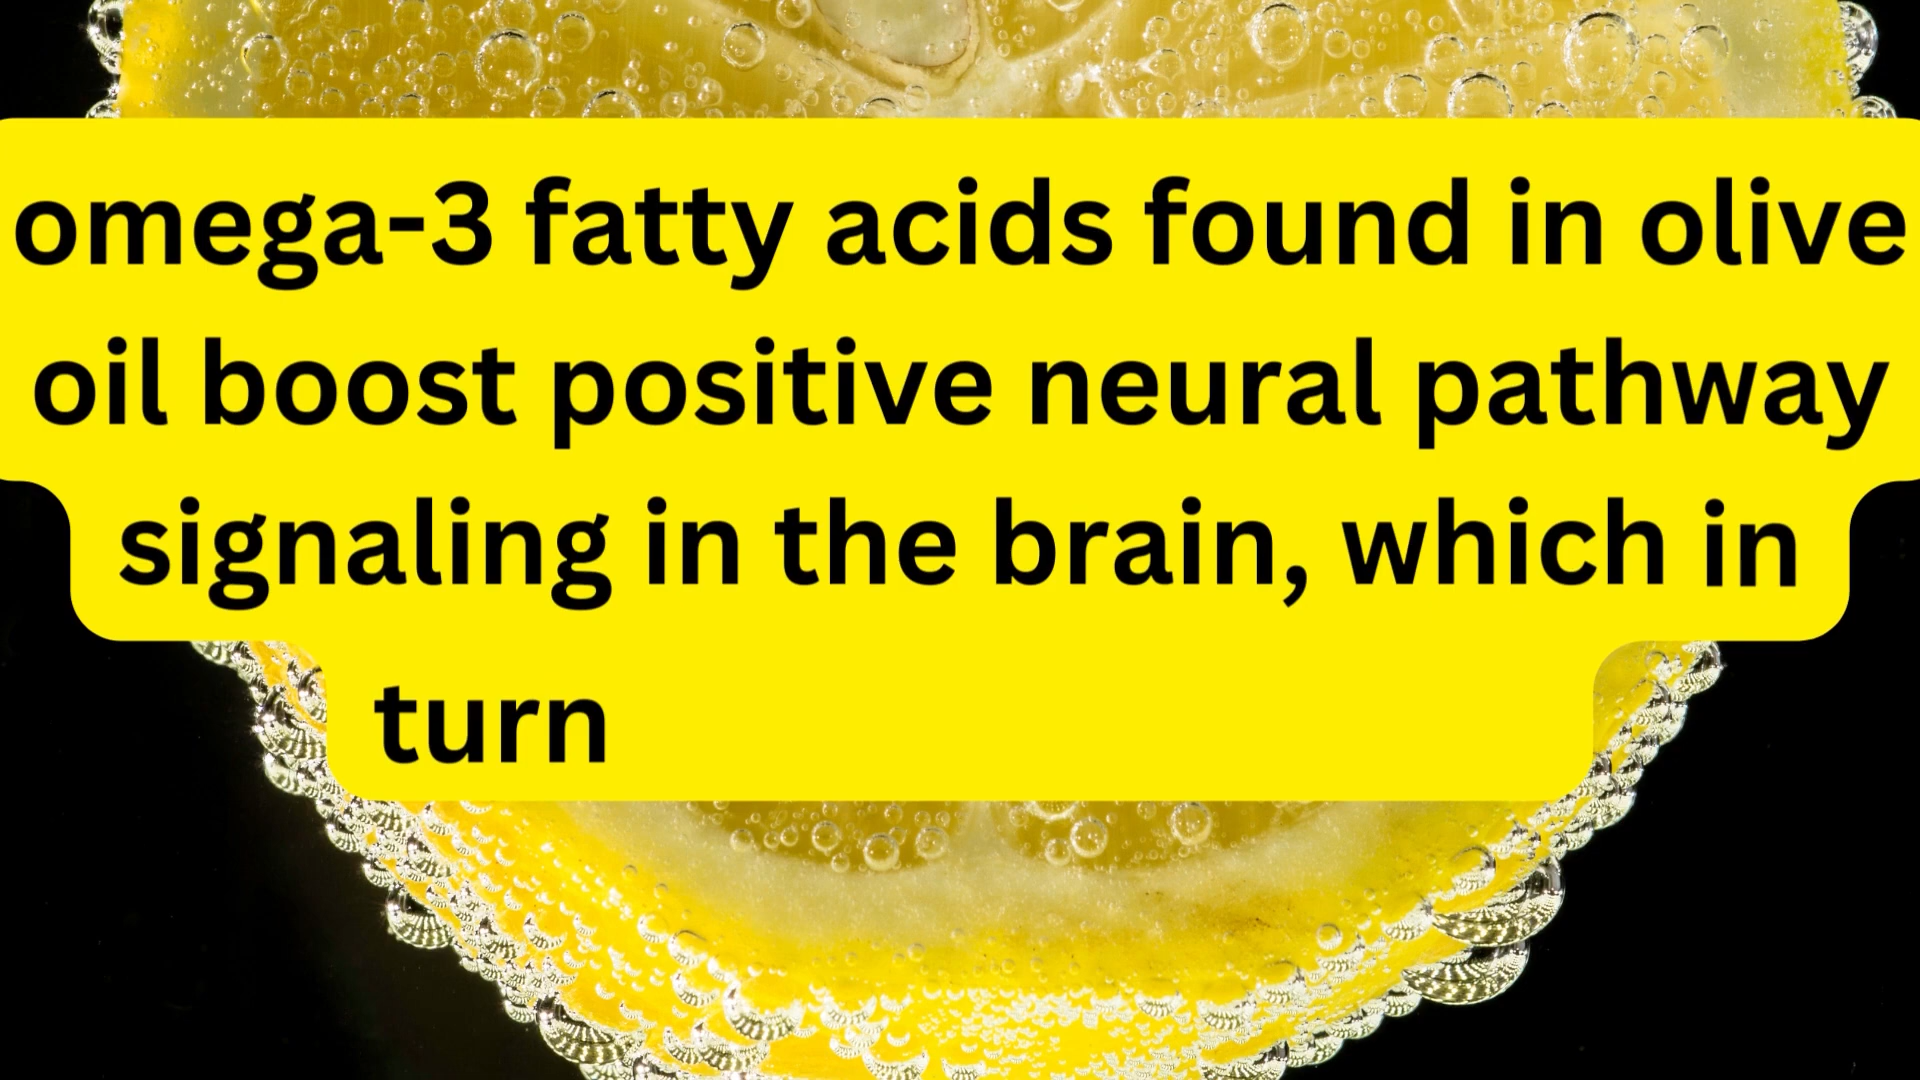 omega-3 fatty acids found in olive
oil boost positive neural pathway
signaling in the brain, which in
turn